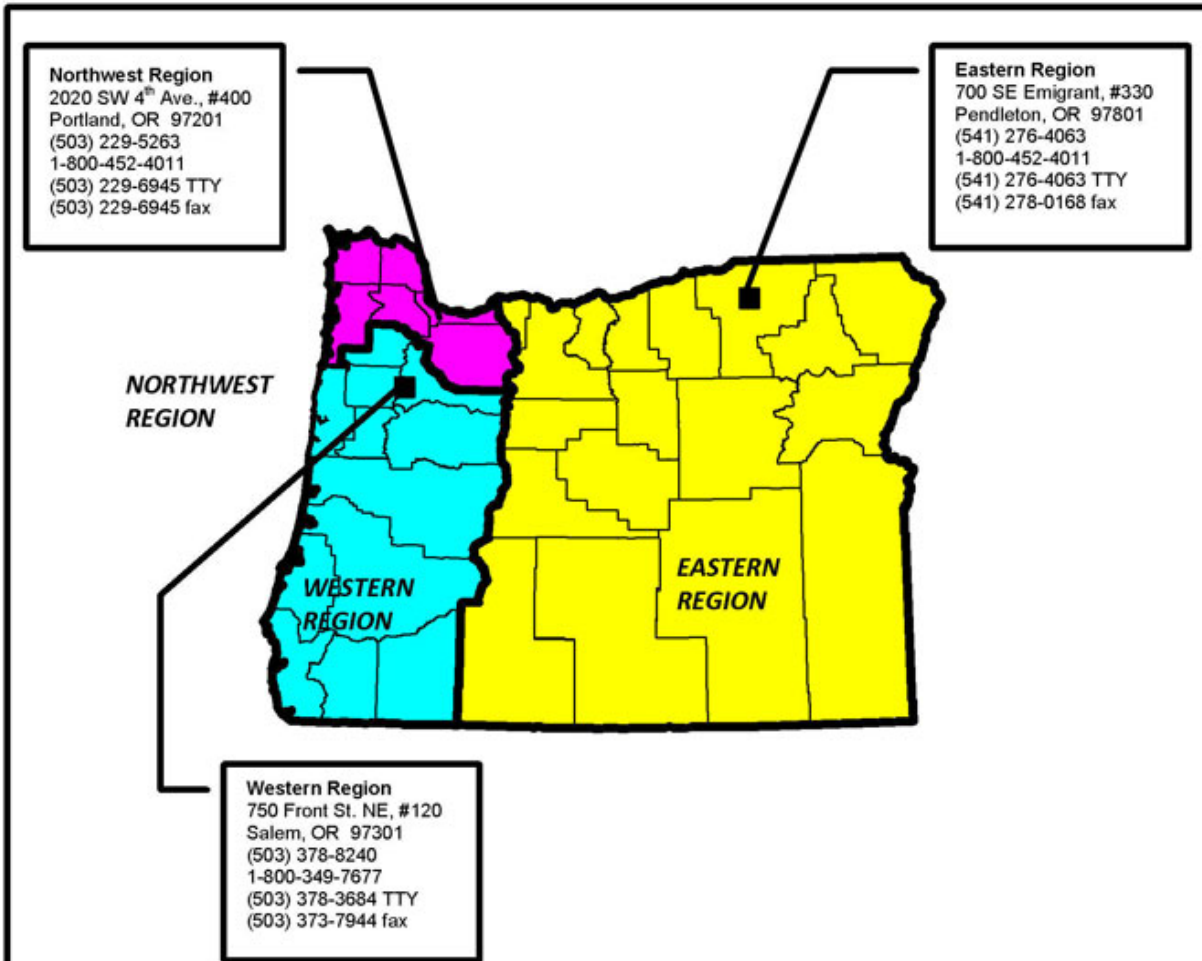 Northwest Region
2020 SW 4th Ave., #400
Portland, OR 97201
(503) 229-5263
1-800-452-4011
(503) 229-6945 TTY
(503) 229-6945 fax
Eastern Region
700 SE Emigrant, #330
Pendleton, OR 97801
(541) 276-4063
1-800-452-4011
(541) 276-4063 TTY
(541) 278-0168 fax
NORTHWEST
REGION
WESTERN
REGION
EASTERN
REGION
Western Region
750 Front St. NE, #120
Salem, OR 97301
(503) 378-8240
1-800-349-7677
(503) 378-3684 TTY
(503) 373-7944 fax